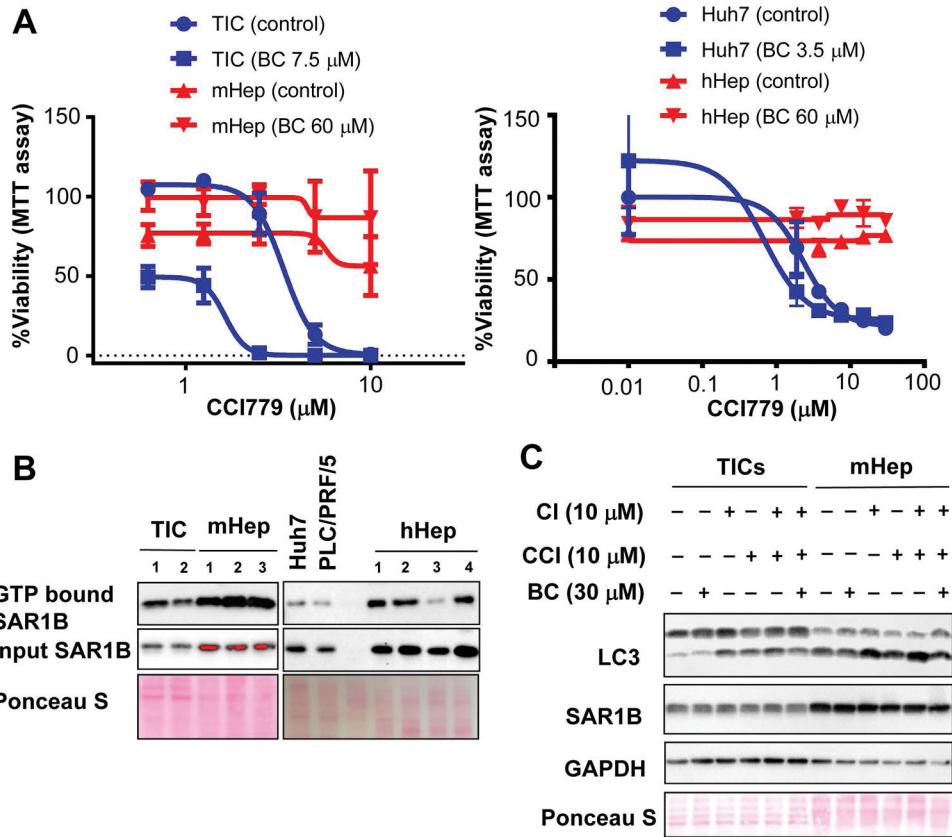 A
TIC (control)
TIC (BC 7.5 μM)
mHep (control)
mHep (BC 60 μM)
%Viability (MTT assay)
150
100
50
0
1
10
CCI779 (μM)
Huh7 (control)
Huh7 (BC 3.5 μM)
hHep (control)
hHep (BC 60 μM)
%Viability (MTT assay)
150
100
50
0
0.01
0.1
1
10
100
CCI779 (μM)
B
TIC mHep Huh7 PLC/PRF/5 hHep
1 2 1 2 3 1 2 3 4
GTP bound
SAR1B
Input SAR1B
Ponceau S
C
TICs mHep
CI (10 μM) – – + – + + – – + – + +
CCI (10 μM) – – – + + + – – – + + +
BC (30 μM) – + – – – + – + – – – +
LC3
SAR1B
GAPDH
Ponceau S